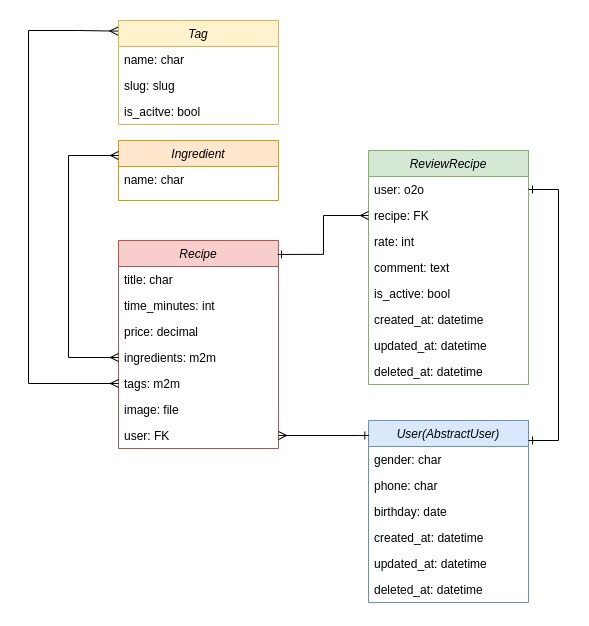 Tag
name: char
slug: slug
is_acitve: bool
Ingredient
name: char
Recipe
title: char
time_minutes: int
price: decimal
ingredients: m2m
tags: m2m
image: file
user: FK
ReviewRecipe
user: o2o
recipe: FK
rate: int
comment: text
is_active: bool
created_at: datetime
updated_at: datetime
deleted_at: datetime
User(AbstractUser)
gender: char
phone: char
birthday: date
created_at: datetime
updated_at: datetime
deleted_at: datetime